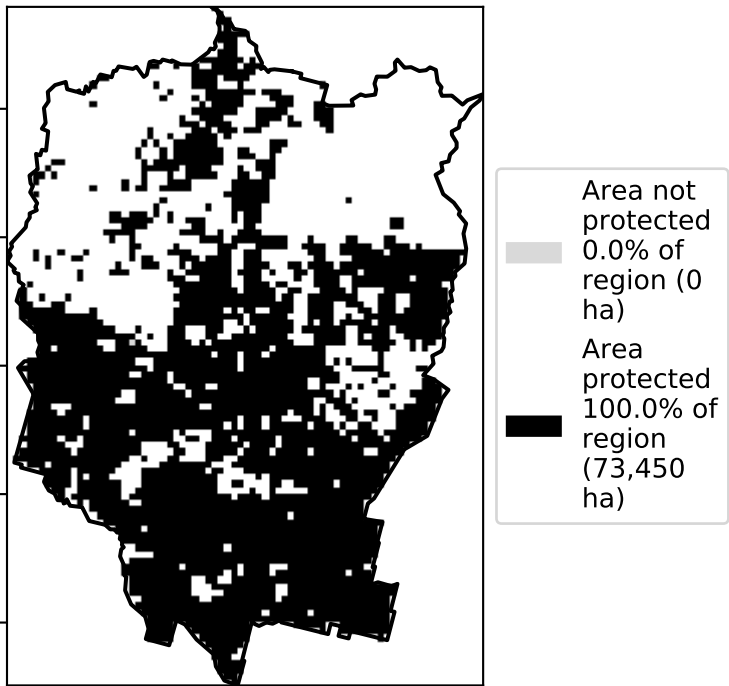 Area not
protected
0.0% of
region (0
ha)
Area
protected
100.0% of
region
(73,450
ha)